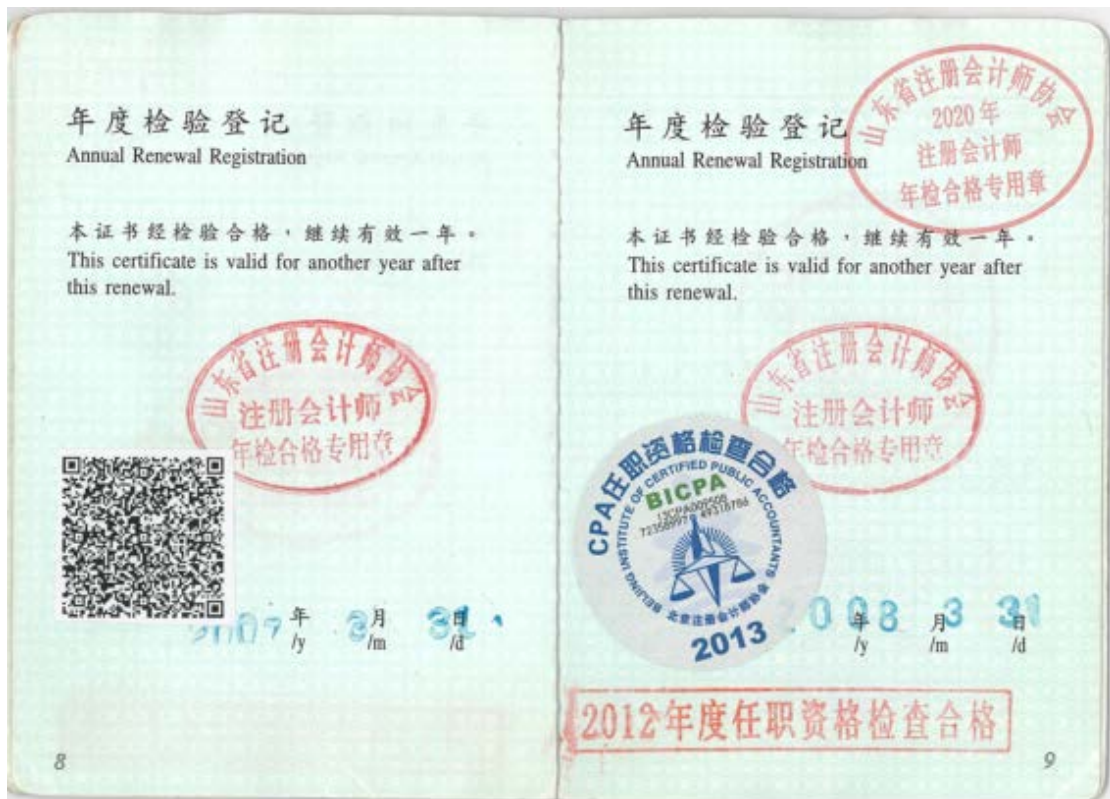 年度检验登记
Annual Renewal Registration
本证书经检验合格，继续有效一年。
This certificate is valid for another year after
this renewal.
山东省注册会计师协会
注册会计师
年检合格专用章
年 月 日
/y /m /d
8
年度检验登记
Annual Renewal Registration
山东省注册会计师协会
2020年
注册会计师
年检合格专用章
本证书经检验合格，继续有效一年。
This certificate is valid for another year after
this renewal.
山东省注册会计师协会
注册会计师
年检合格专用章
CPA任职资格检查合格
BEIJING INSTITUTE OF CERTIFIED PUBLIC ACCOUNTANTS
BICPA
北京注册会计师协会
2013
2008 年 3 月 31 日
/y /m /d
2012年度任职资格检查合格
9